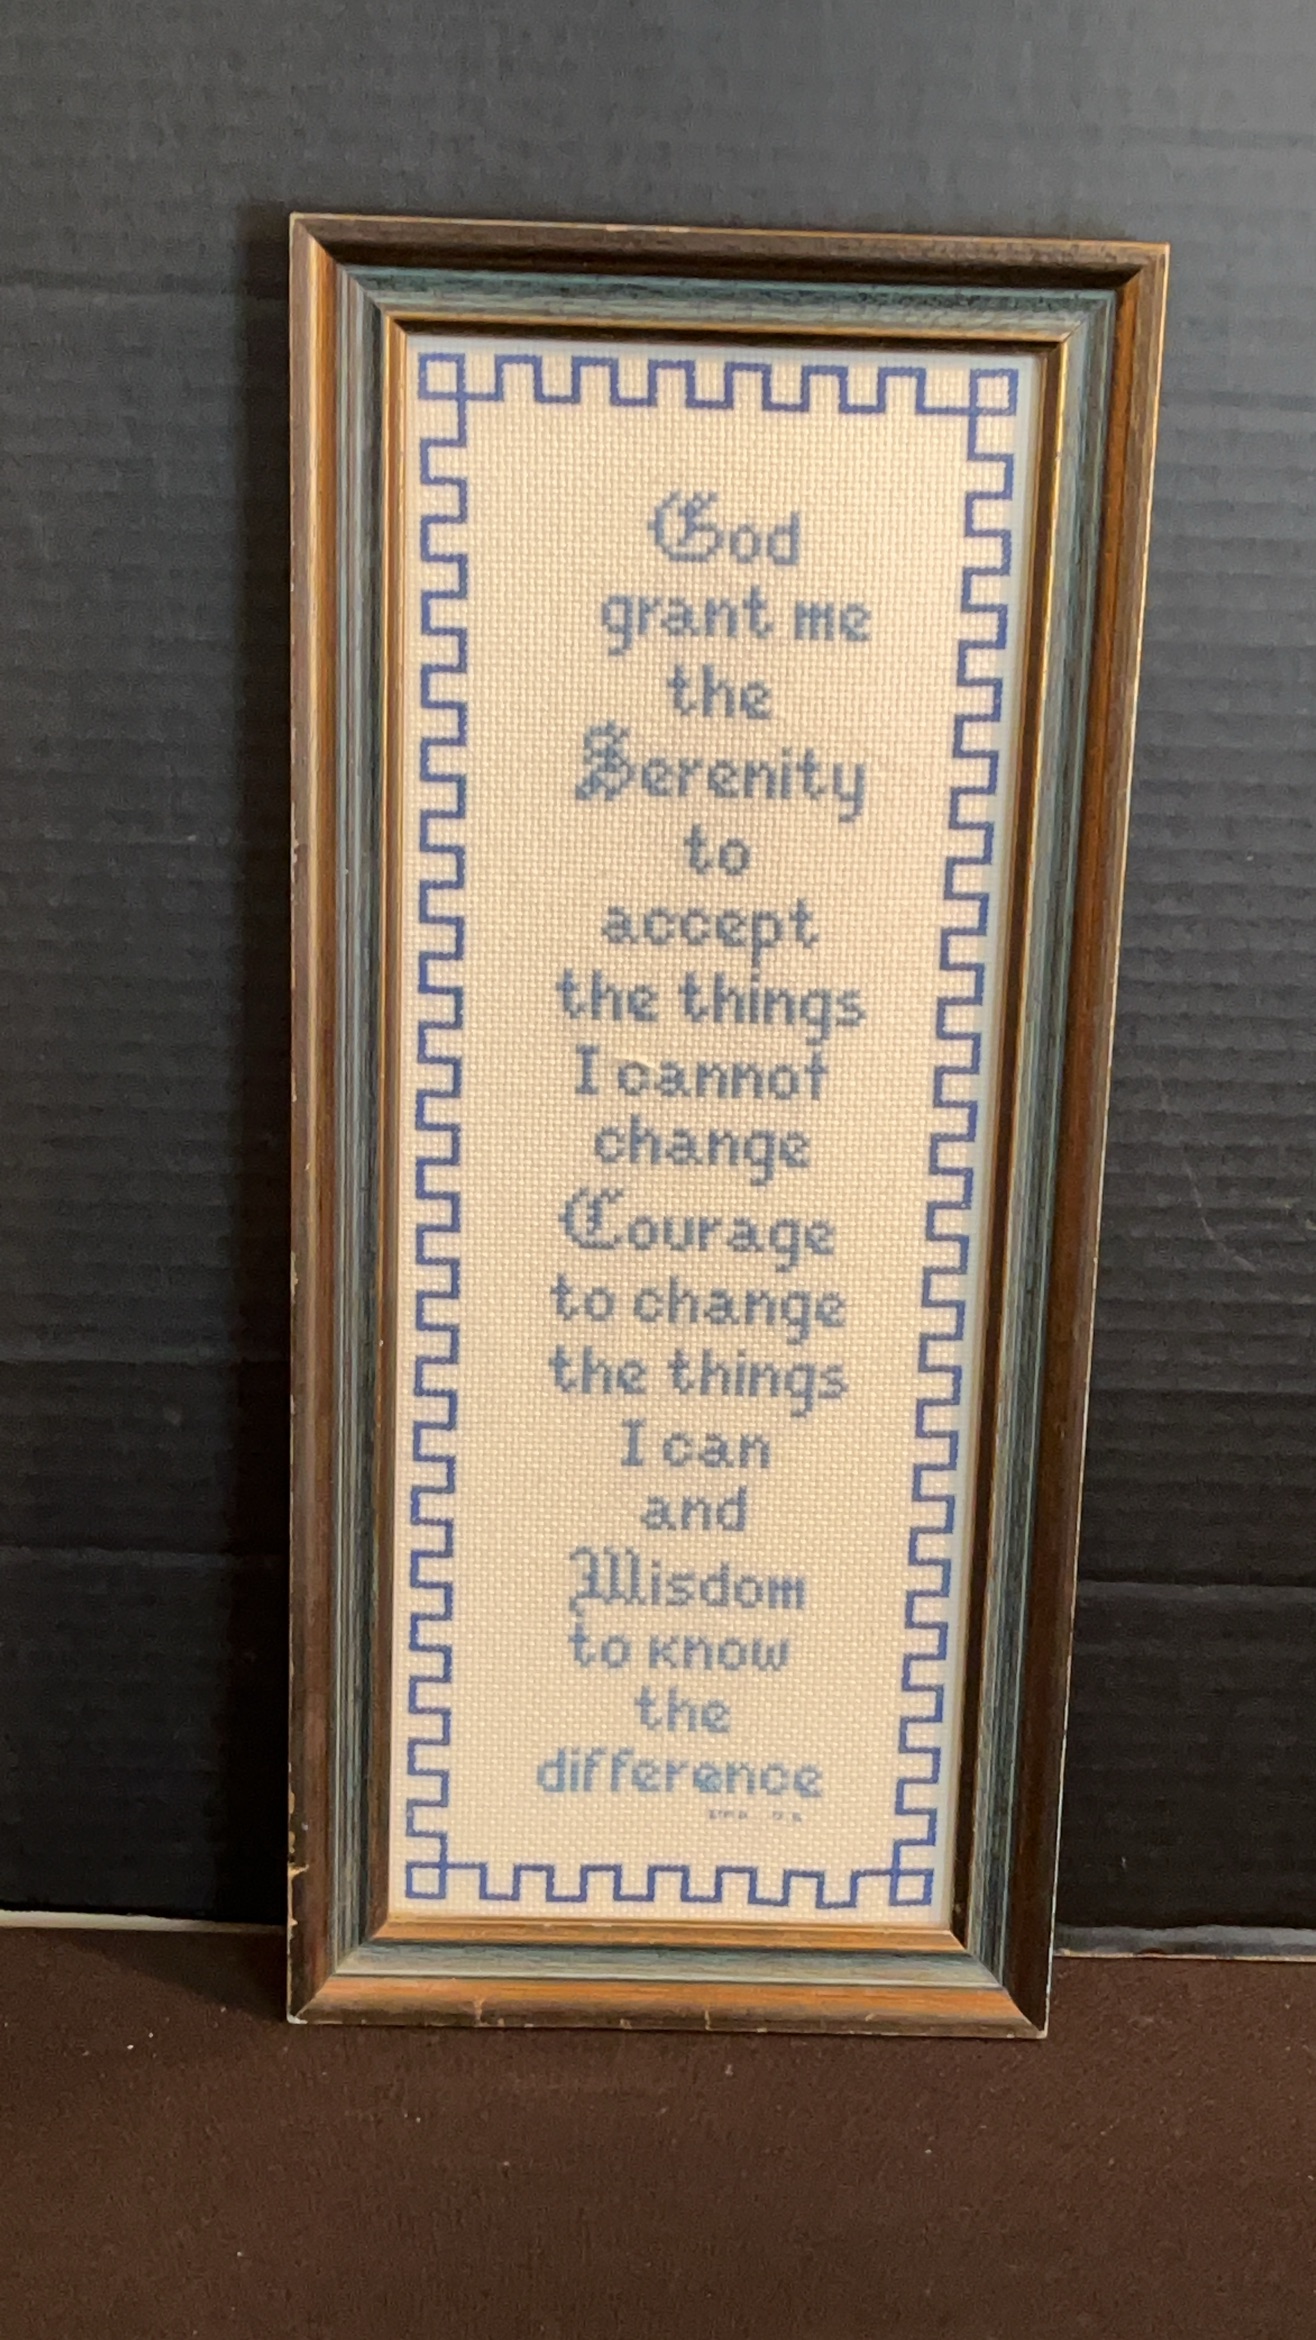 God
grant me
the
Serenity
to
accept
the things
I cannot
change
Courage
to change
the things
I can
and
Wisdom
to know
the
difference